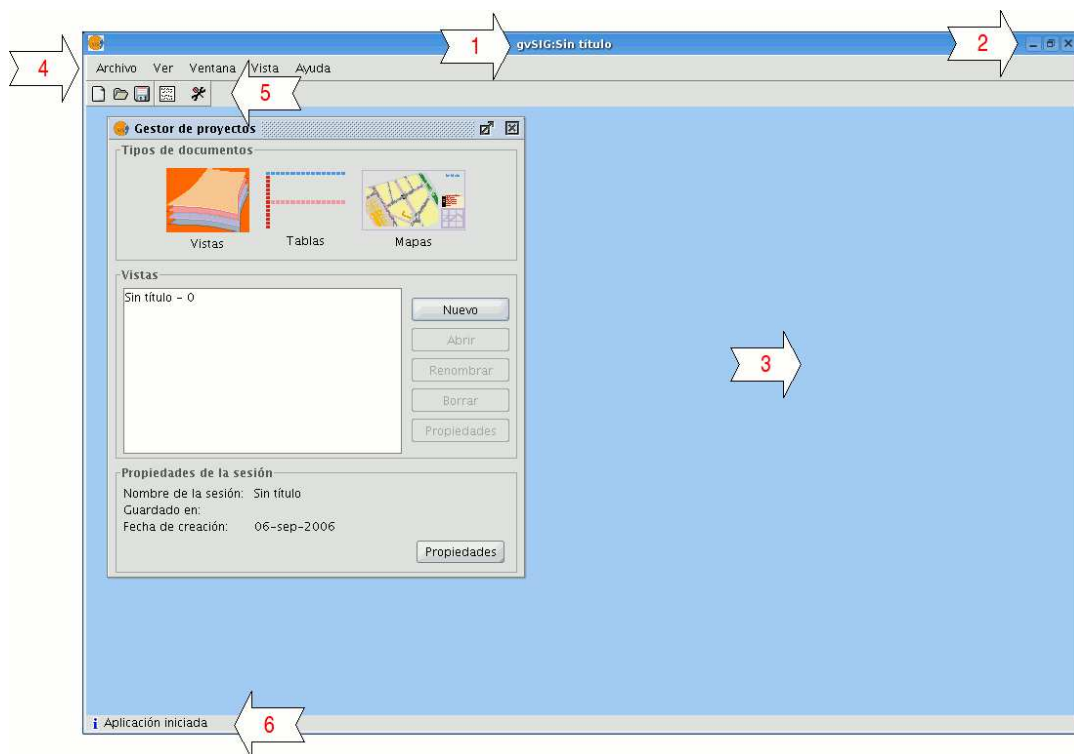 1
gvSIG:Sin título
2
4
Archivo Ver Ventana Vista Ayuda
5
Gestor de proyectos
Tipos de documentos
Vistas
Tablas
Mapas
Vistas
Sin título - 0
Nuevo
Abrir
Renombrar
Borrar
Propiedades
3
Propiedades de la sesión
Nombre de la sesión: Sin título
Guardado en:
Fecha de creación: 06-sep-2006
Propiedades
i Aplicación iniciada
6